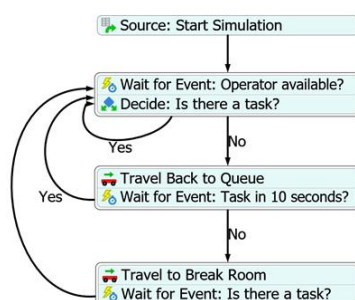 Source: Start Simulation
Wait for Event: Operator available?
Decide: Is there a task?
Yes
No
Travel Back to Queue
Yes
Wait for Event: Task in 10 seconds?
No
Travel to Break Room
Wait for Event: Is there a task?